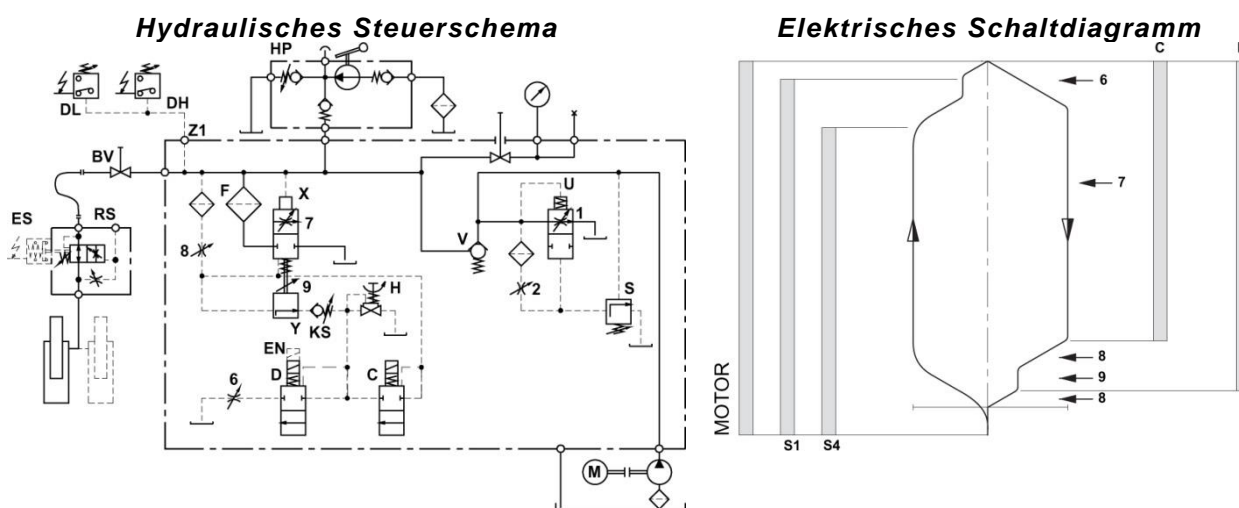 Hydraulisches Steuerschema
Elektrisches Schaltdiagramm
HP
DL
DH
Z1
BV
F
X
7
U
1
ES
RS
8
V
2
S
9
H
Y
KS
EN
D
C
6
M
C
6
7
8
9
8
MOTOR
S1
S4